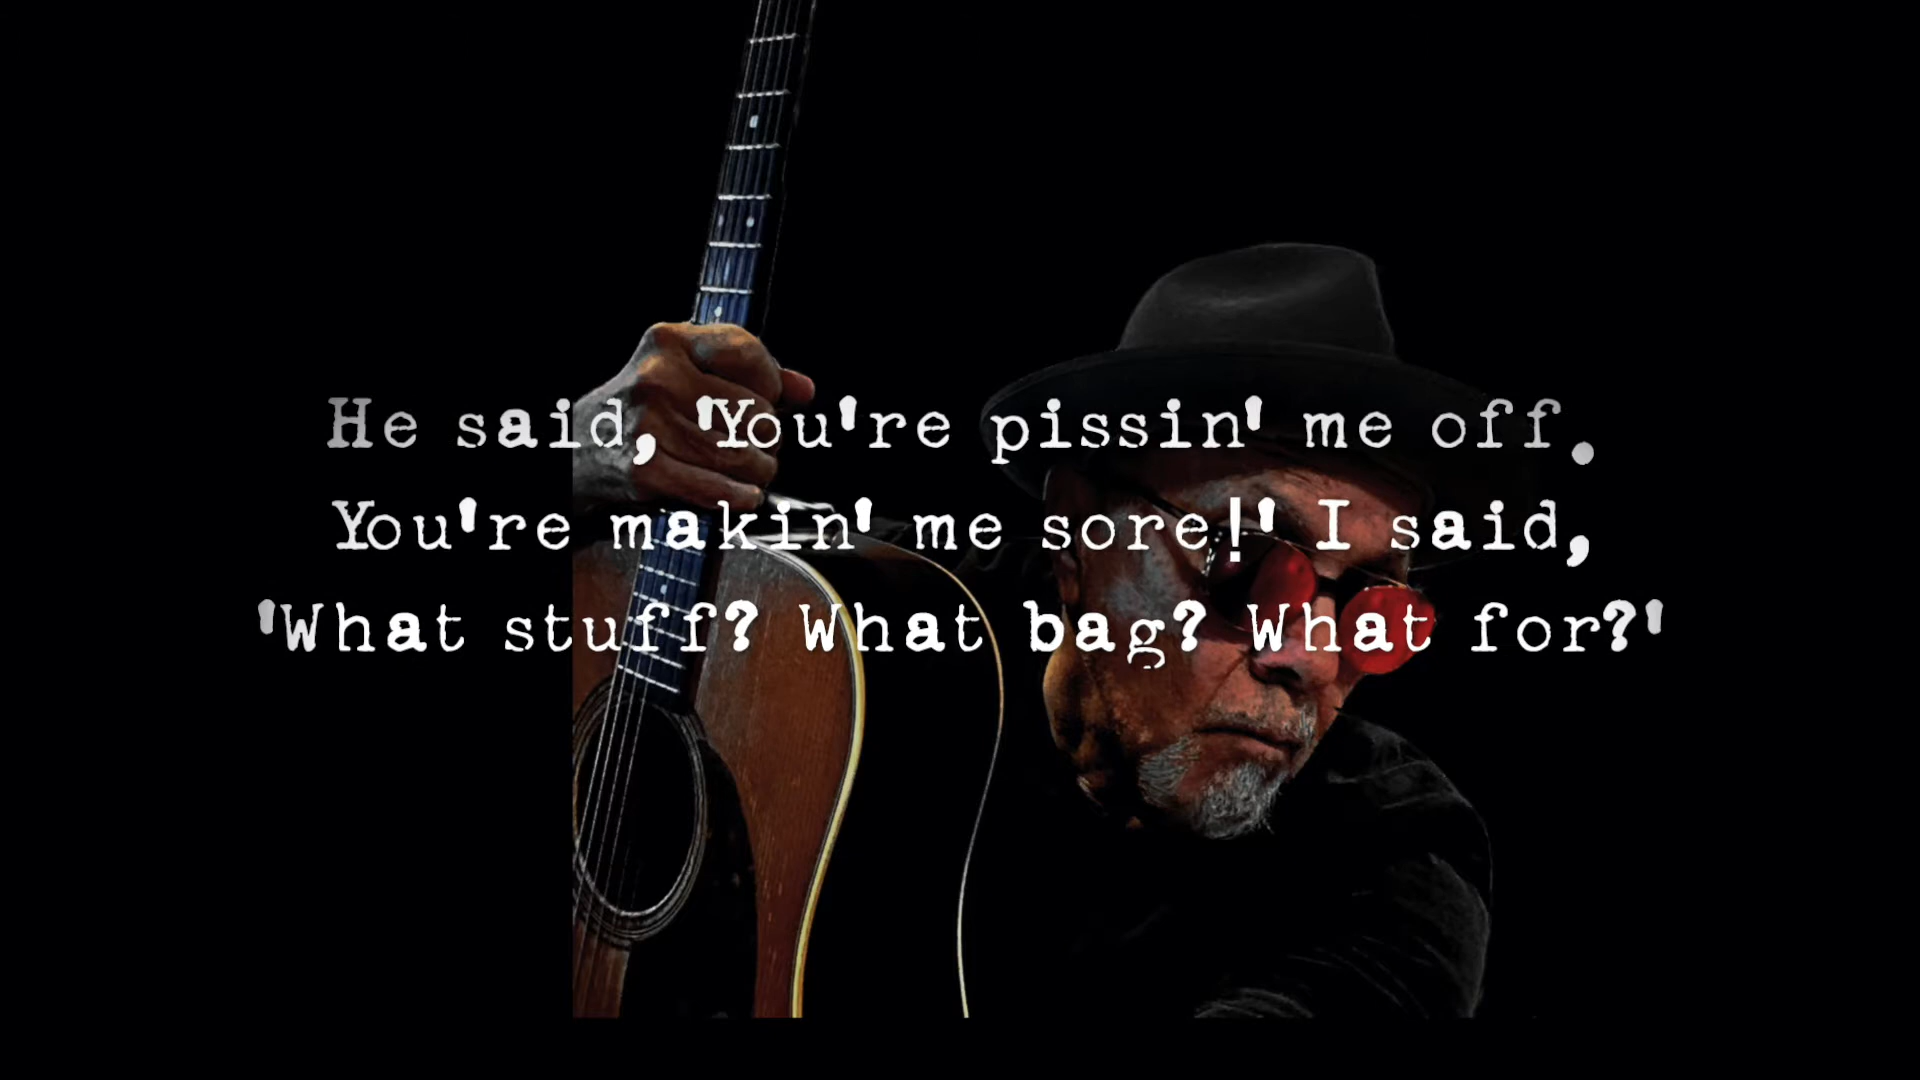 He said, 'You're pissin' me off.
You're makin' me sore!' I said,
'What stuff? What bag? What for?'